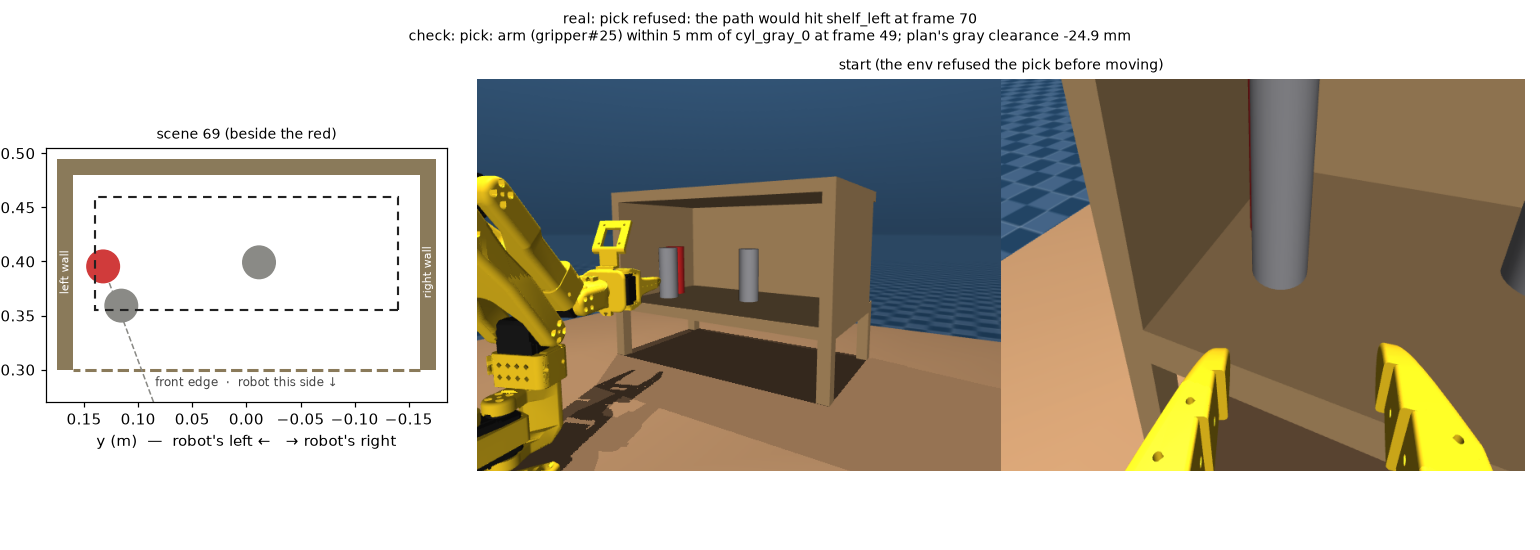 real: pick refused: the path would hit shelf_left at frame 70
check: pick: arm (gripper#25) within 5 mm of cyl_gray_0 at frame 49; plan's gray clearance -24.9 mm
start (the env refused the pick before moving)
scene 69 (beside the red)
0.50
0.45
0.40
0.35
0.30
left wall
right wall
front edge · robot this side ↓
0.15 0.10 0.05 0.00 −0.05 −0.10 −0.15
y (m) — robot's left ← → robot's right